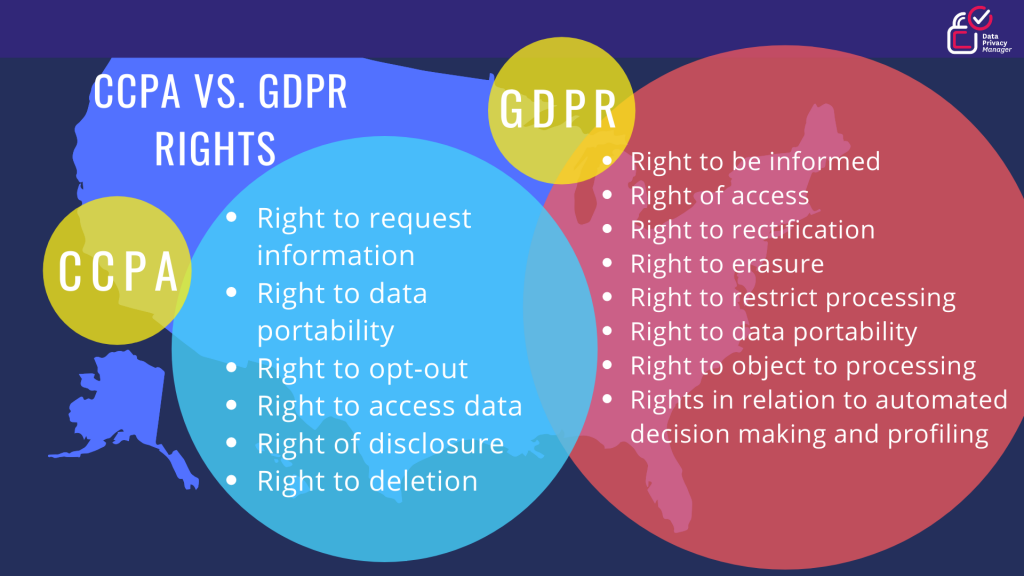 Data
Privacy
Manager
CCPA VS. GDPR
RIGHTS
GDPR
CCPA
• Right to request
information
• Right to data
portability
• Right to opt-out
• Right to access data
• Right of disclosure
• Right to deletion
• Right to be informed
• Right of access
• Right to rectification
• Right to erasure
• Right to restrict processing
• Right to data portability
• Right to object to processing
• Rights in relation to automated
decision making and profiling